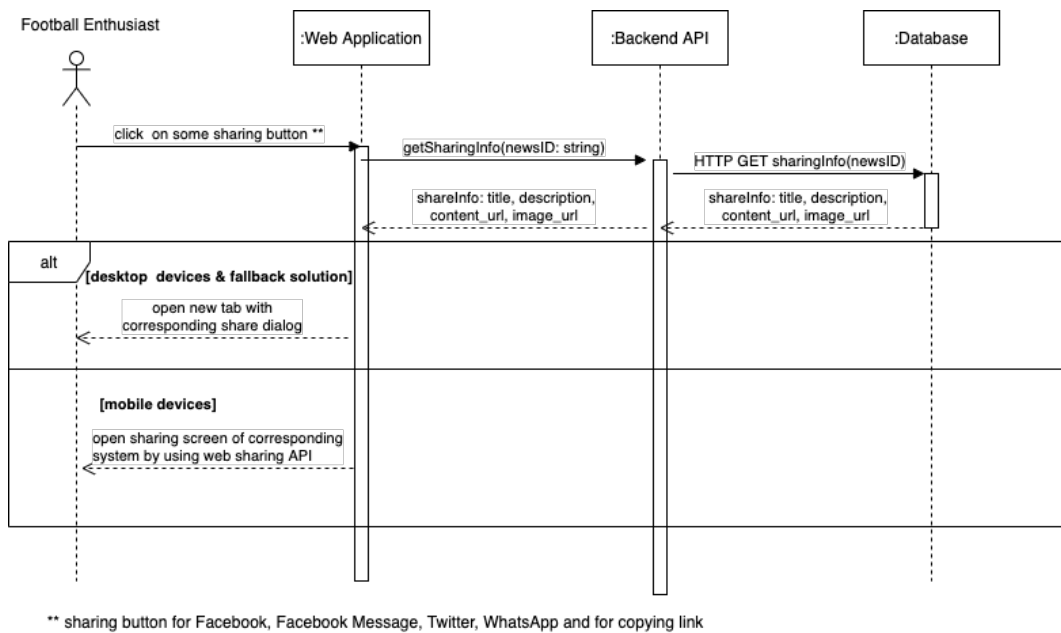 Football Enthusiast
:Web Application
:Backend API
:Database
click on some sharing button **
getSharingInfo(newsID: string)
HTTP GET sharingInfo(newsID)
shareInfo: title, description,
content_url, image_url
shareInfo: title, description,
content_url, image_url
alt
[desktop devices & fallback solution]
open new tab with
corresponding share dialog
[mobile devices]
open sharing screen of corresponding
system by using web sharing API
** sharing button for Facebook, Facebook Message, Twitter, WhatsApp and for copying link